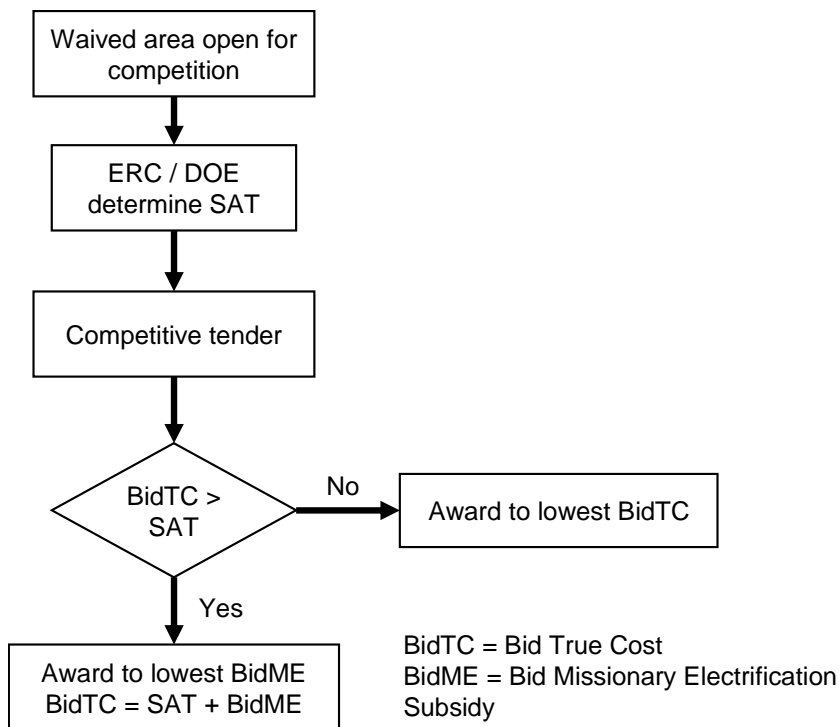 Waived area open for
competition
ERC / DOE
determine SAT
Competitive tender
BidTC >
SAT
No
Award to lowest BidTC
Yes
Award to lowest BidME
BidTC = SAT + BidME
BidTC = Bid True Cost
BidME = Bid Missionary Electrification
Subsidy